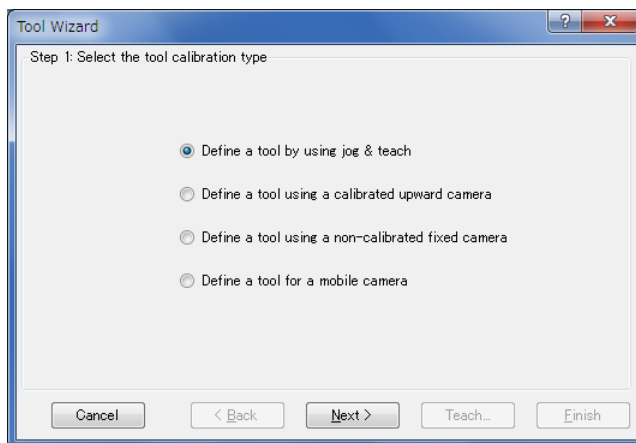 Tool Wizard
?
Step 1: Select the tool calibration type
Define a tool by using jog & teach
Define a tool using a calibrated upward camera
Define a tool using a non-calibrated fixed camera
Define a tool for a mobile camera
Cancel
< Back
Next >
Teach...
Finish